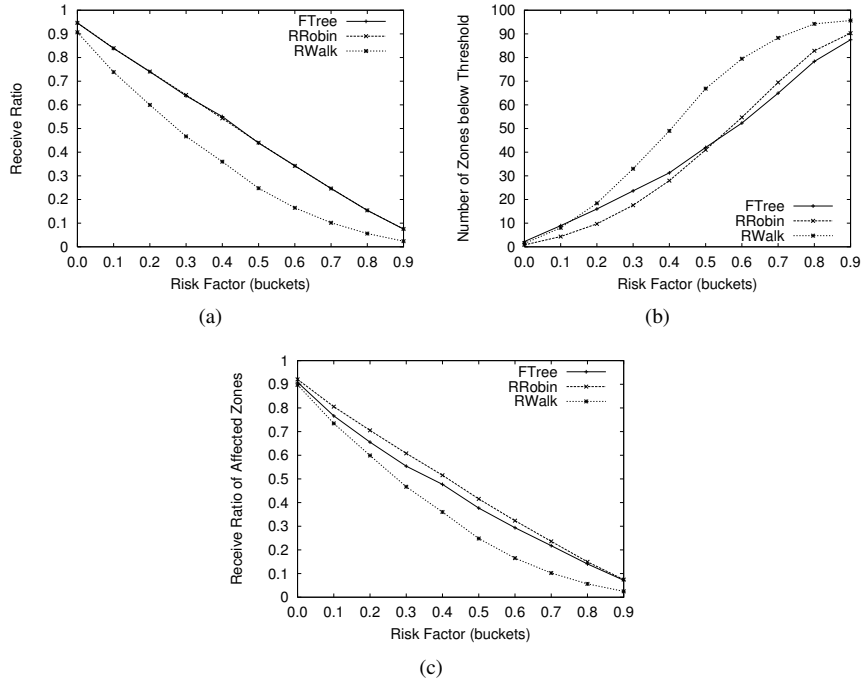 1
0.9
0.8
0.7
0.6
0.5
0.4
0.3
0.2
0.1
0
Receive Ratio
FTree
RRobin
RWalk
0.0 0.1 0.2 0.3 0.4 0.5 0.6 0.7 0.8 0.9
Risk Factor (buckets)
(a)
100
90
80
70
60
50
40
30
20
10
0
Number of Zones below Threshold
FTree
RRobin
RWalk
0.0 0.1 0.2 0.3 0.4 0.5 0.6 0.7 0.8 0.9
Risk Factor (buckets)
(b)
1
0.9
0.8
0.7
0.6
0.5
0.4
0.3
0.2
0.1
0
Receive Ratio of Affected Zones
FTree
RRobin
RWalk
0.0 0.1 0.2 0.3 0.4 0.5 0.6 0.7 0.8 0.9
Risk Factor (buckets)
(c)